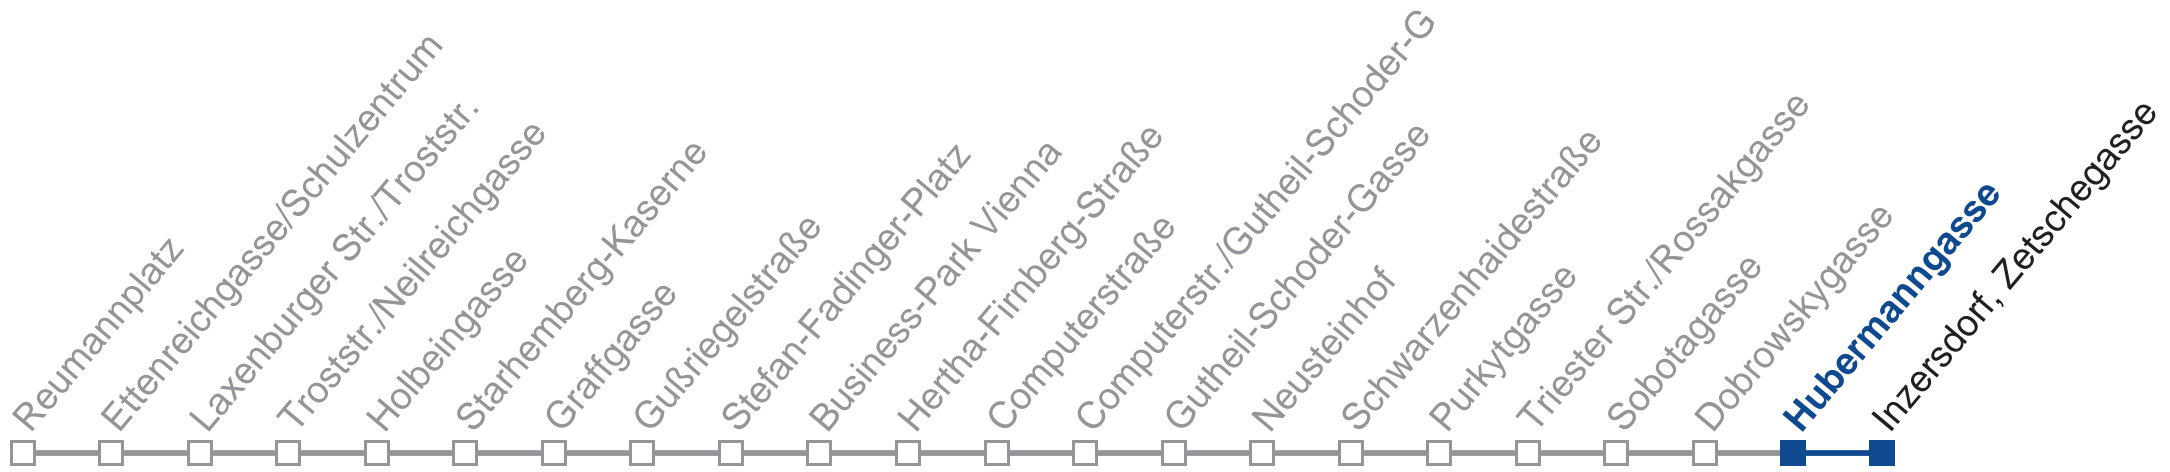 Reumannplatz
Ettenreichgasse/Schulzentrum
Laxenburger Str./Troststr.
Troststr./Neilreichgasse
Holbeingasse
Starhemberg-Kaserne
Graffgasse
Gußriegelstraße
Stefan-Fadinger-Platz
Business-Park Vienna
Hertha-Firnberg-Straße
Computerstraße
Computerstr./Gutheil-Schoder-G
Gutheil-Schoder-Gasse
Neusteinhof
Schwarzenhaidestraße
Purkytgasse
Triester Str./Rossakgasse
Sobotagasse
Dobrowskygasse
Hubermanngasse
Inzersdorf, Zetschegasse